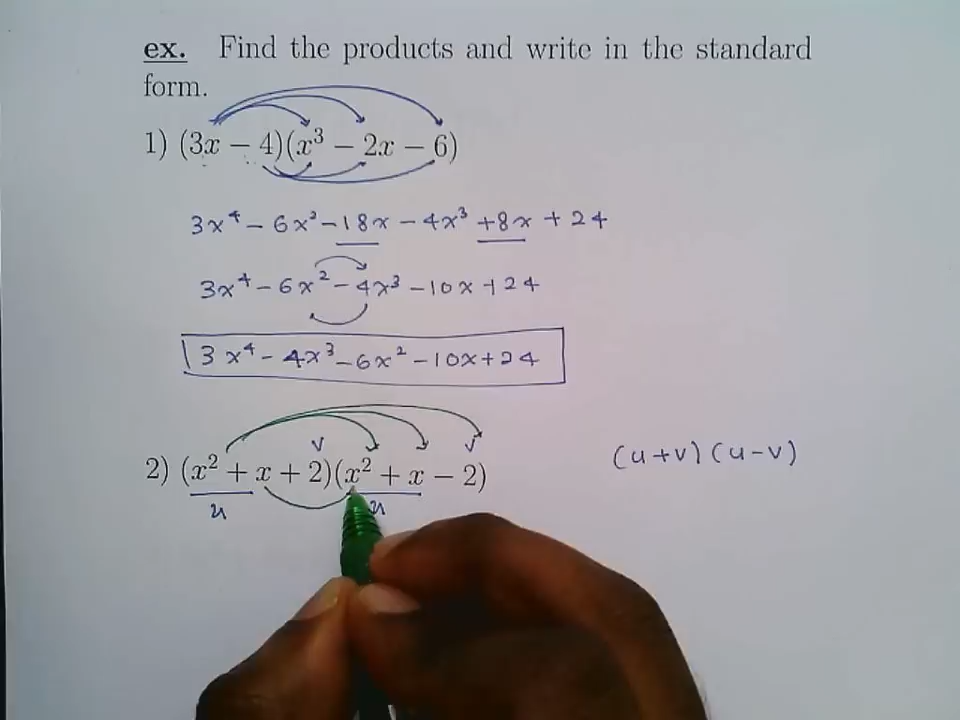 ex. Find the products and write in the standard
form.
1) (3x − 4)(x³ − 2x − 6)
3x⁴ − 6x² − 18x − 4x³ + 8x + 24
3x⁴ − 6x² − 4x³ − 10x + 24
3x⁴ − 4x³ − 6x² − 10x + 24
v v
2) (x² + x + 2)(x² + x − 2) (u+v)(u−v)
u u